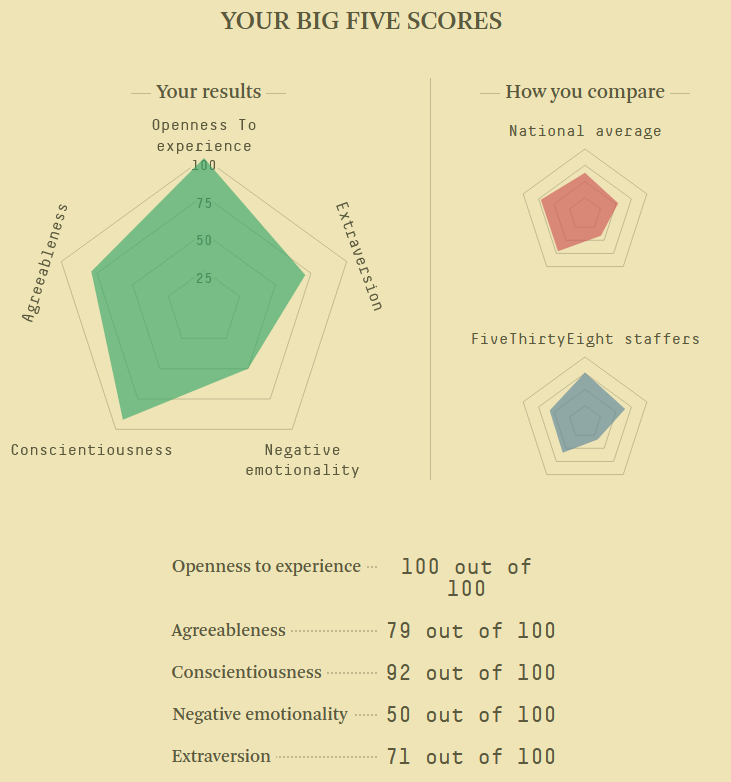 YOUR BIG FIVE SCORES
Your results
Openness To
experience
100
75
50
25
Agreeableness
Extraversion
Conscientiousness
Negative
emotionality
How you compare
National average
FiveThirtyEight staffers
Openness to experience 100 out of
100
Agreeableness 79 out of 100
Conscientiousness 92 out of 100
Negative emotionality 50 out of 100
Extraversion 71 out of 100